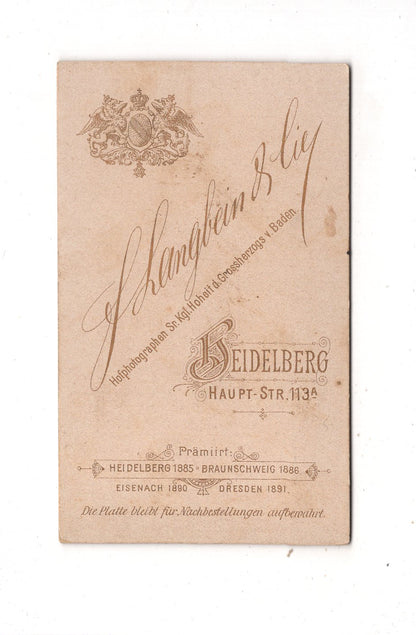 F Langbein & Cie
Hofphotographen Sr. Kgl. Hoheit d. Grossherzogs v. Baden.
HEIDELBERG
HAUPT-STR. 113A
Prämiirt:
HEIDELBERG 1885 BRAUNSCHWEIG 1886
EISENACH 1890 DRESDEN 1891.
Die Platte bleibt für Nachbestellungen aufbewahrt.